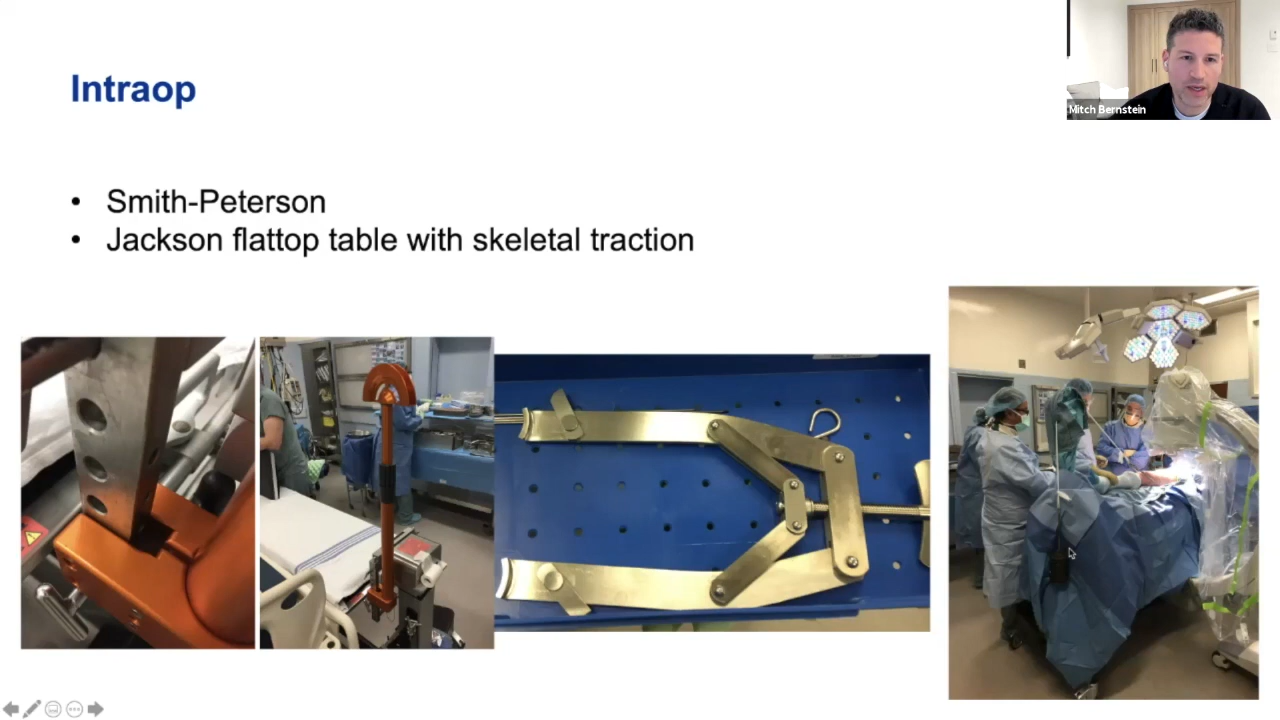 Intraop
Mitch Bernstein
• Smith-Peterson
• Jackson flattop table with skeletal traction